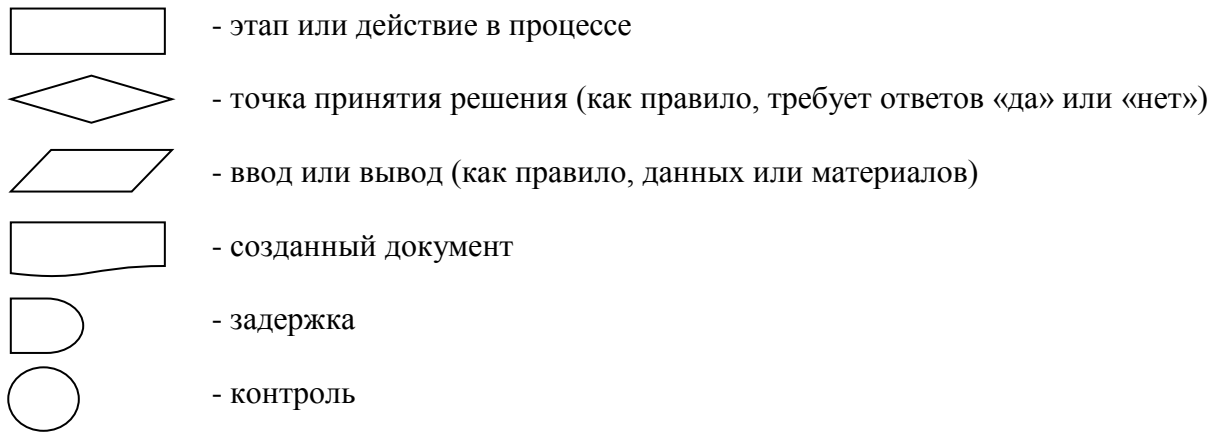 - этап или действие в процессе
- точка принятия решения (как правило, требует ответов «да» или «нет»)
- ввод или вывод (как правило, данных или материалов)
- созданный документ
- задержка
- контроль